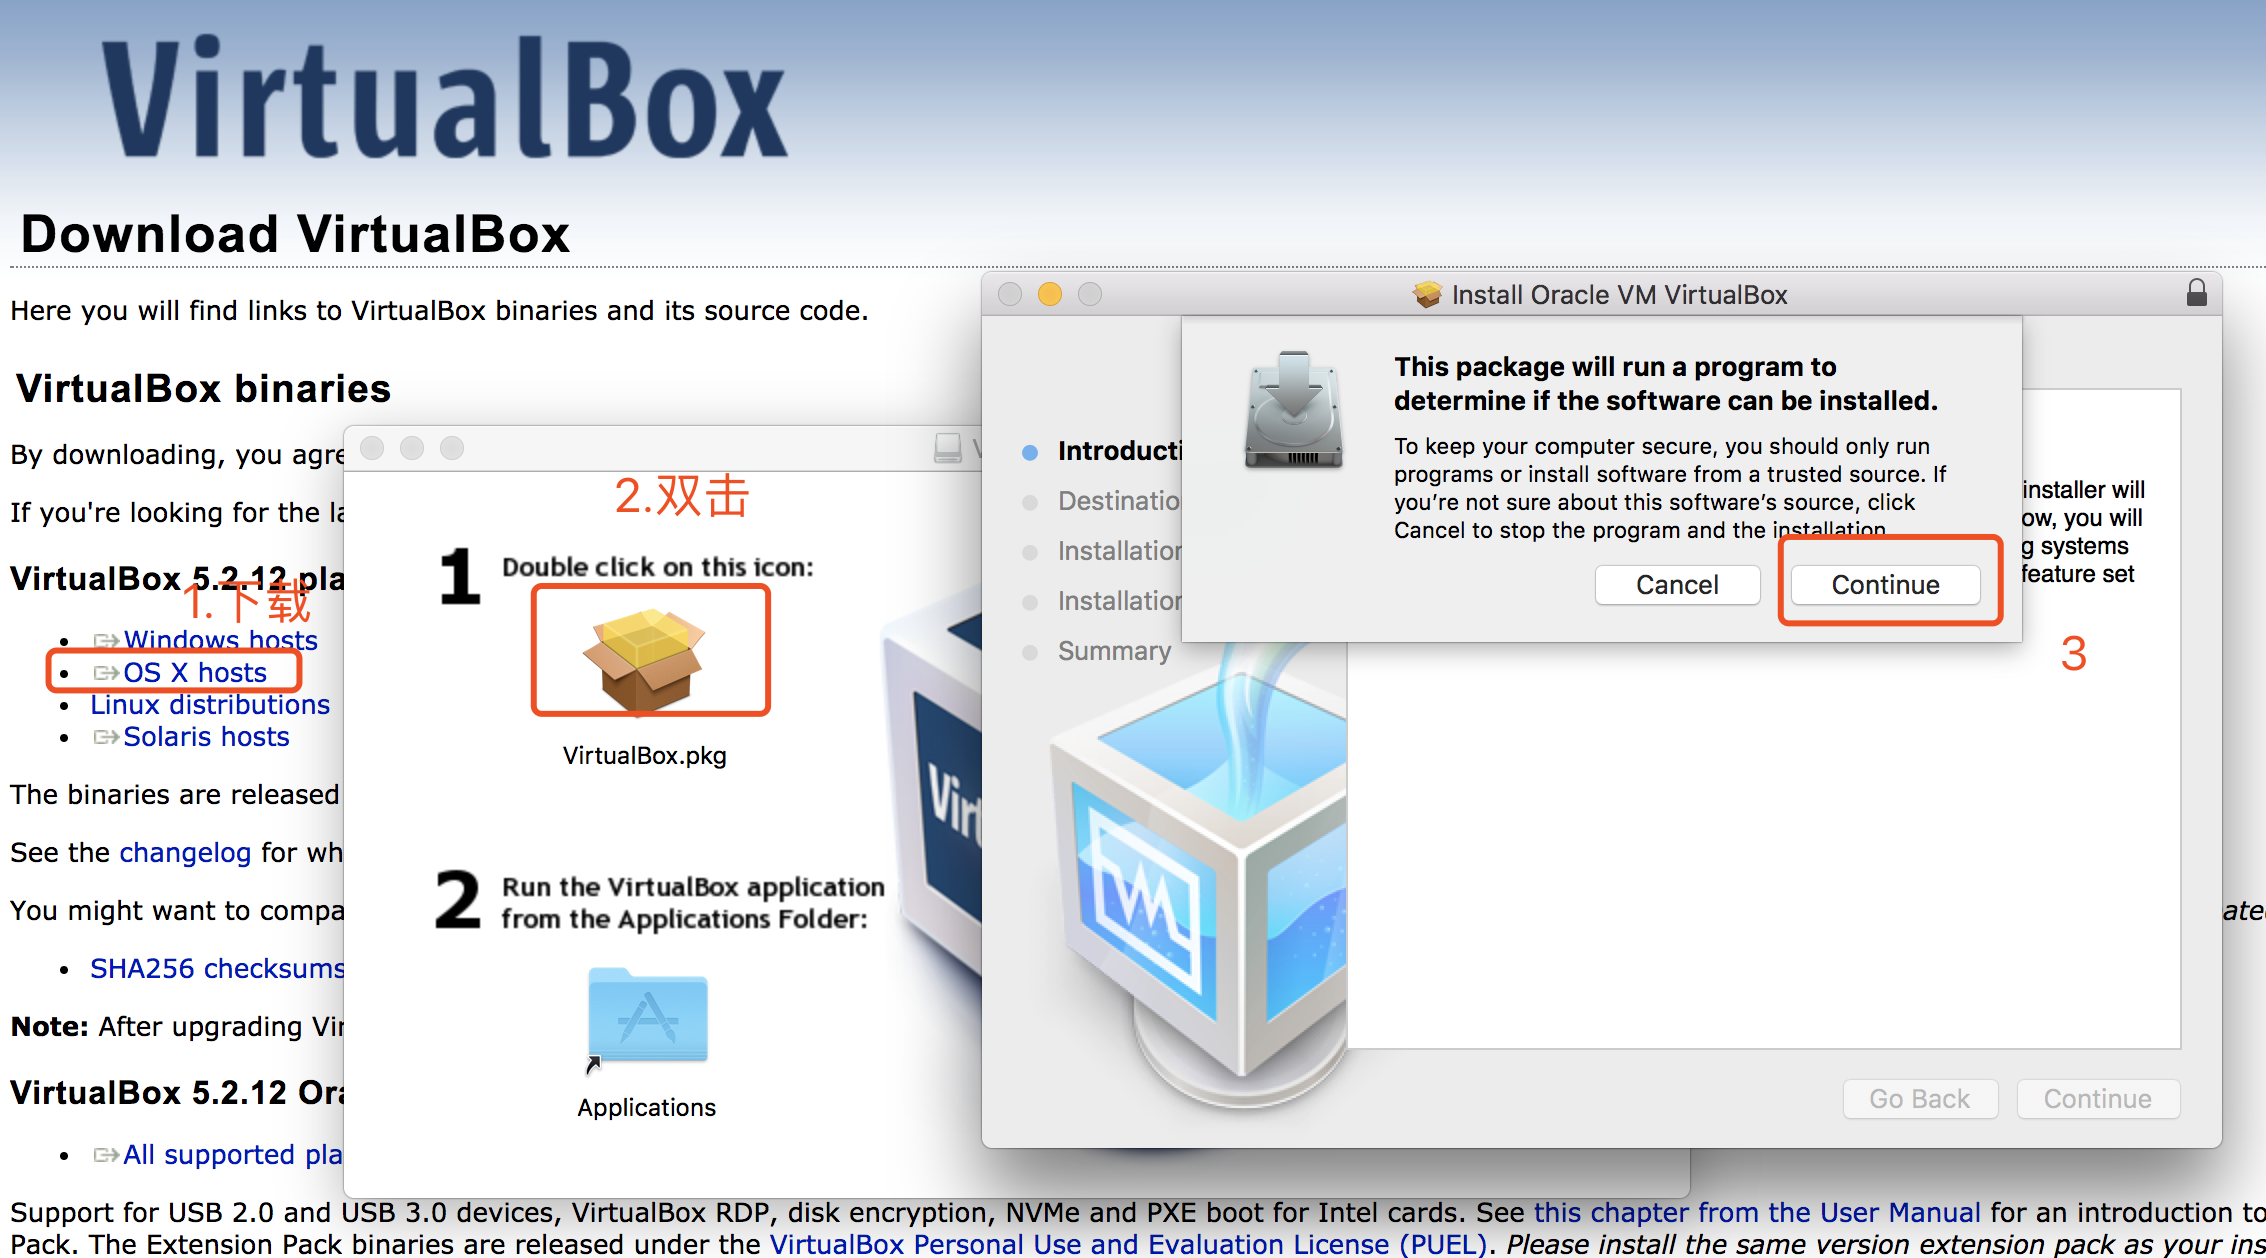 VirtualBox
Download VirtualBox
Here you will find links to VirtualBox binaries and its source code.
VirtualBox binaries
By downloading, you agre
If you're looking for the la
VirtualBox 5.2.12 pla
1.下载
Windows hosts
OS X hosts
Linux distributions
Solaris hosts
The binaries are released
See the changelog for wh
You might want to compa
SHA256 checksums
Note: After upgrading Vir
VirtualBox 5.2.12 Ora
All supported pla
Support for USB 2.0 and USB 3.0 devices, VirtualBox RDP, disk encryption, NVMe and PXE boot for Intel cards. See this chapter from the User Manual for an introduction to
Pack. The Extension Pack binaries are released under the VirtualBox Personal Use and Evaluation License (PUEL). Please install the same version extension pack as your ins
V
2.双击
1 Double click on this icon:
VirtualBox.pkg
2 Run the VirtualBox application
from the Applications Folder:
Applications
Virt
Install Oracle VM VirtualBox
Introducti
Destinatio
Installation
Installation
Summary
This package will run a program to
determine if the software can be installed.
To keep your computer secure, you should only run
programs or install software from a trusted source. If
you're not sure about this software's source, click
Cancel to stop the program and the installation.
Cancel
Continue
3
installer will
ow, you will
g systems
feature set
VM
Go Back
Continue
ate